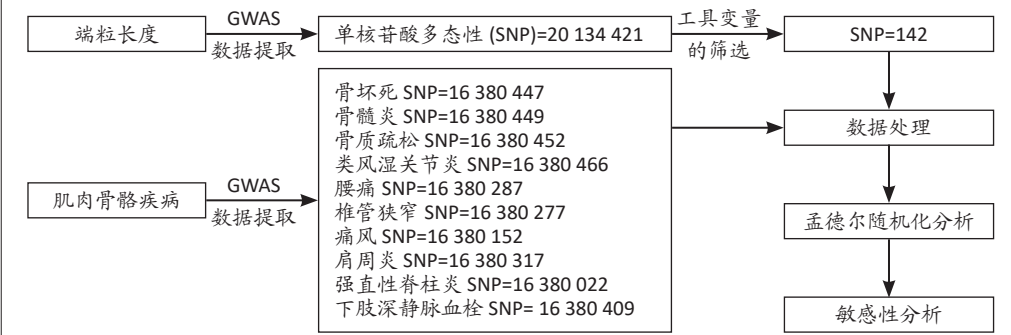 端粒长度
GWAS
数据提取
单核苷酸多态性 (SNP)=20 134 421
工具变量
的筛选
SNP=142
骨坏死 SNP=16 380 447
骨髓炎 SNP=16 380 449
骨质疏松 SNP=16 380 452
类风湿关节炎 SNP=16 380 466
腰痛 SNP=16 380 287
椎管狭窄 SNP=16 380 277
痛风 SNP=16 380 152
肩周炎 SNP=16 380 317
强直性脊柱炎 SNP=16 380 022
下肢深静脉血栓 SNP= 16 380 409
肌肉骨骼疾病
GWAS
数据提取
数据处理
孟德尔随机化分析
敏感性分析